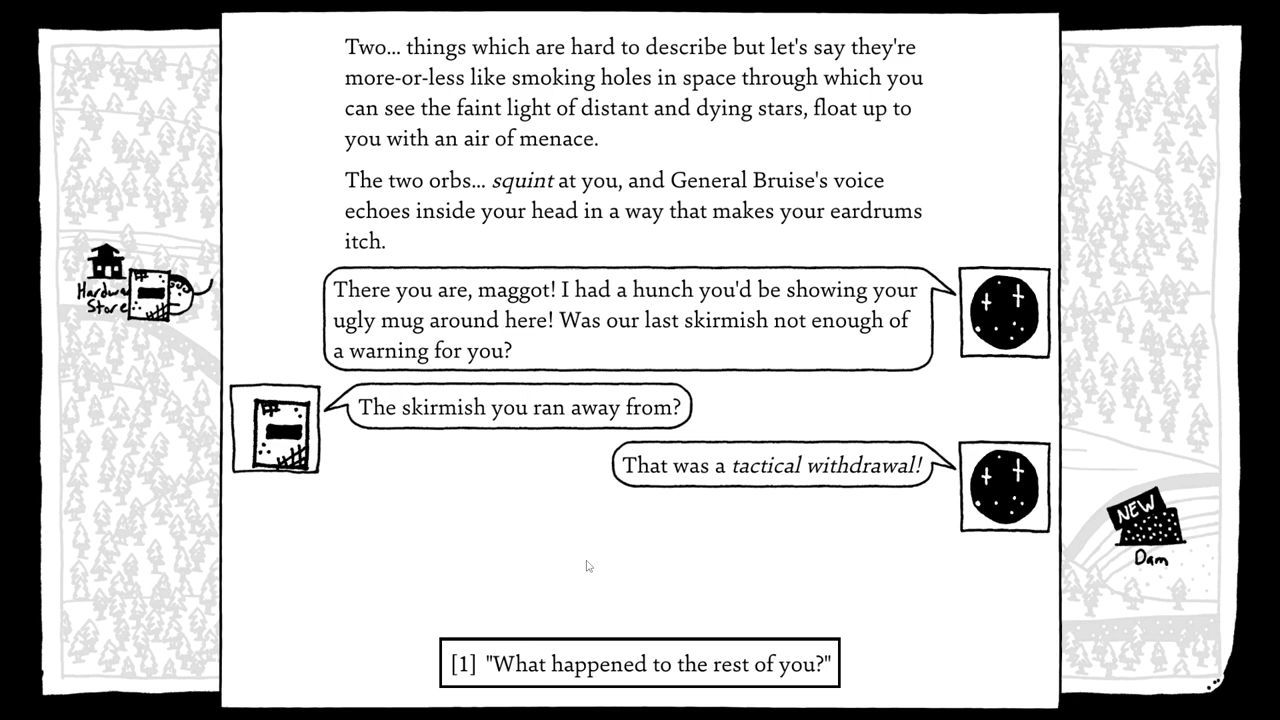 Two... things which are hard to describe but let's say they're
more-or-less like smoking holes in space through which you
can see the faint light of distant and dying stars, float up to
you with an air of menace.
The two orbs... squint at you, and General Bruise's voice
echoes inside your head in a way that makes your eardrums
itch.
There you are, maggot! I had a hunch you'd be showing your
ugly mug around here! Was our last skirmish not enough of
a warning for you?
The skirmish you ran away from?
That was a tactical withdrawal!
Store
NEW
Dam
[1] "What happened to the rest of you?"